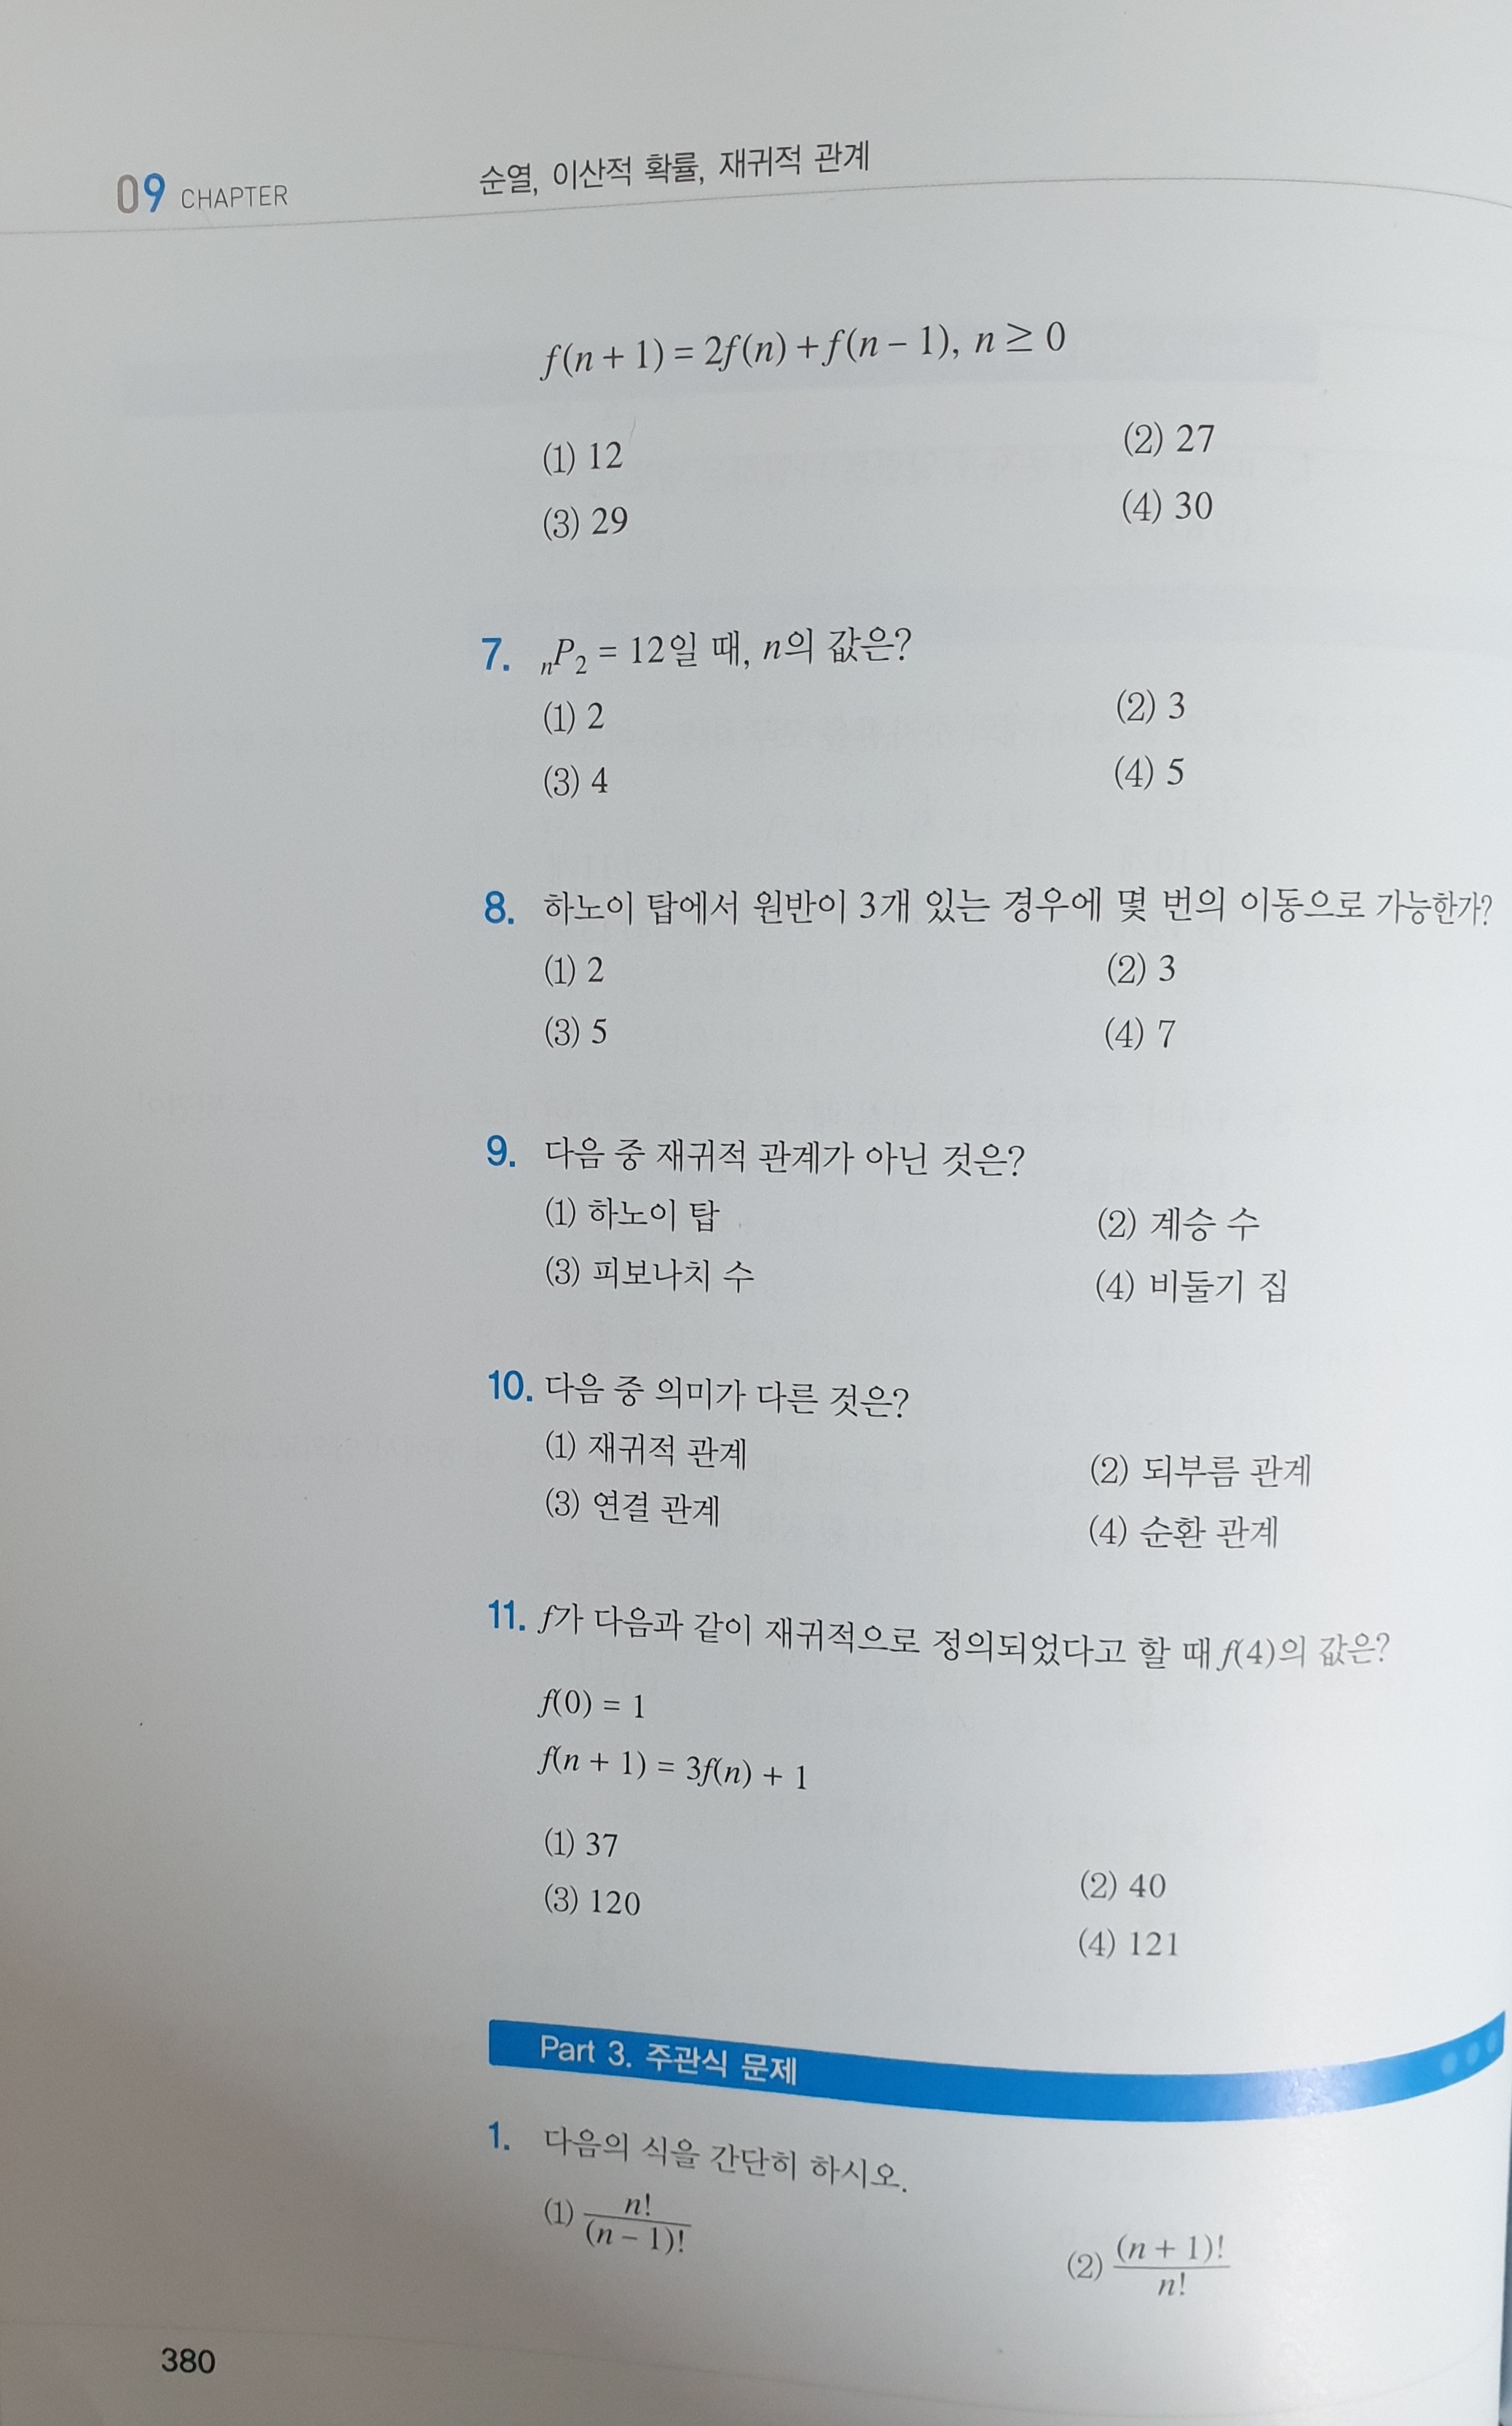 09 CHAPTER 순열, 이산적 확률, 재귀적 관계
f(n + 1) = 2f(n) + f(n – 1), n ≥ 0
(1) 12 (2) 27
(3) 29 (4) 30
7. ₙP₂ = 12일 때, n의 값은?
(1) 2 (2) 3
(3) 4 (4) 5
8. 하노이 탑에서 원반이 3개 있는 경우에 몇 번의 이동으로 가능한가?
(1) 2 (2) 3
(3) 5 (4) 7
9. 다음 중 재귀적 관계가 아닌 것은?
(1) 하노이 탑 (2) 계승 수
(3) 피보나치 수 (4) 비둘기 집
10. 다음 중 의미가 다른 것은?
(1) 재귀적 관계 (2) 되부름 관계
(3) 연결 관계 (4) 순환 관계
11. f가 다음과 같이 재귀적으로 정의되었다고 할 때 f(4)의 값은?
f(0) = 1
f(n + 1) = 3f(n) + 1
(1) 37 (2) 40
(3) 120 (4) 121
Part 3. 주관식 문제
1. 다음의 식을 간단히 하시오.
(1) n!/(n – 1)! (2) (n + 1)!/n!
380